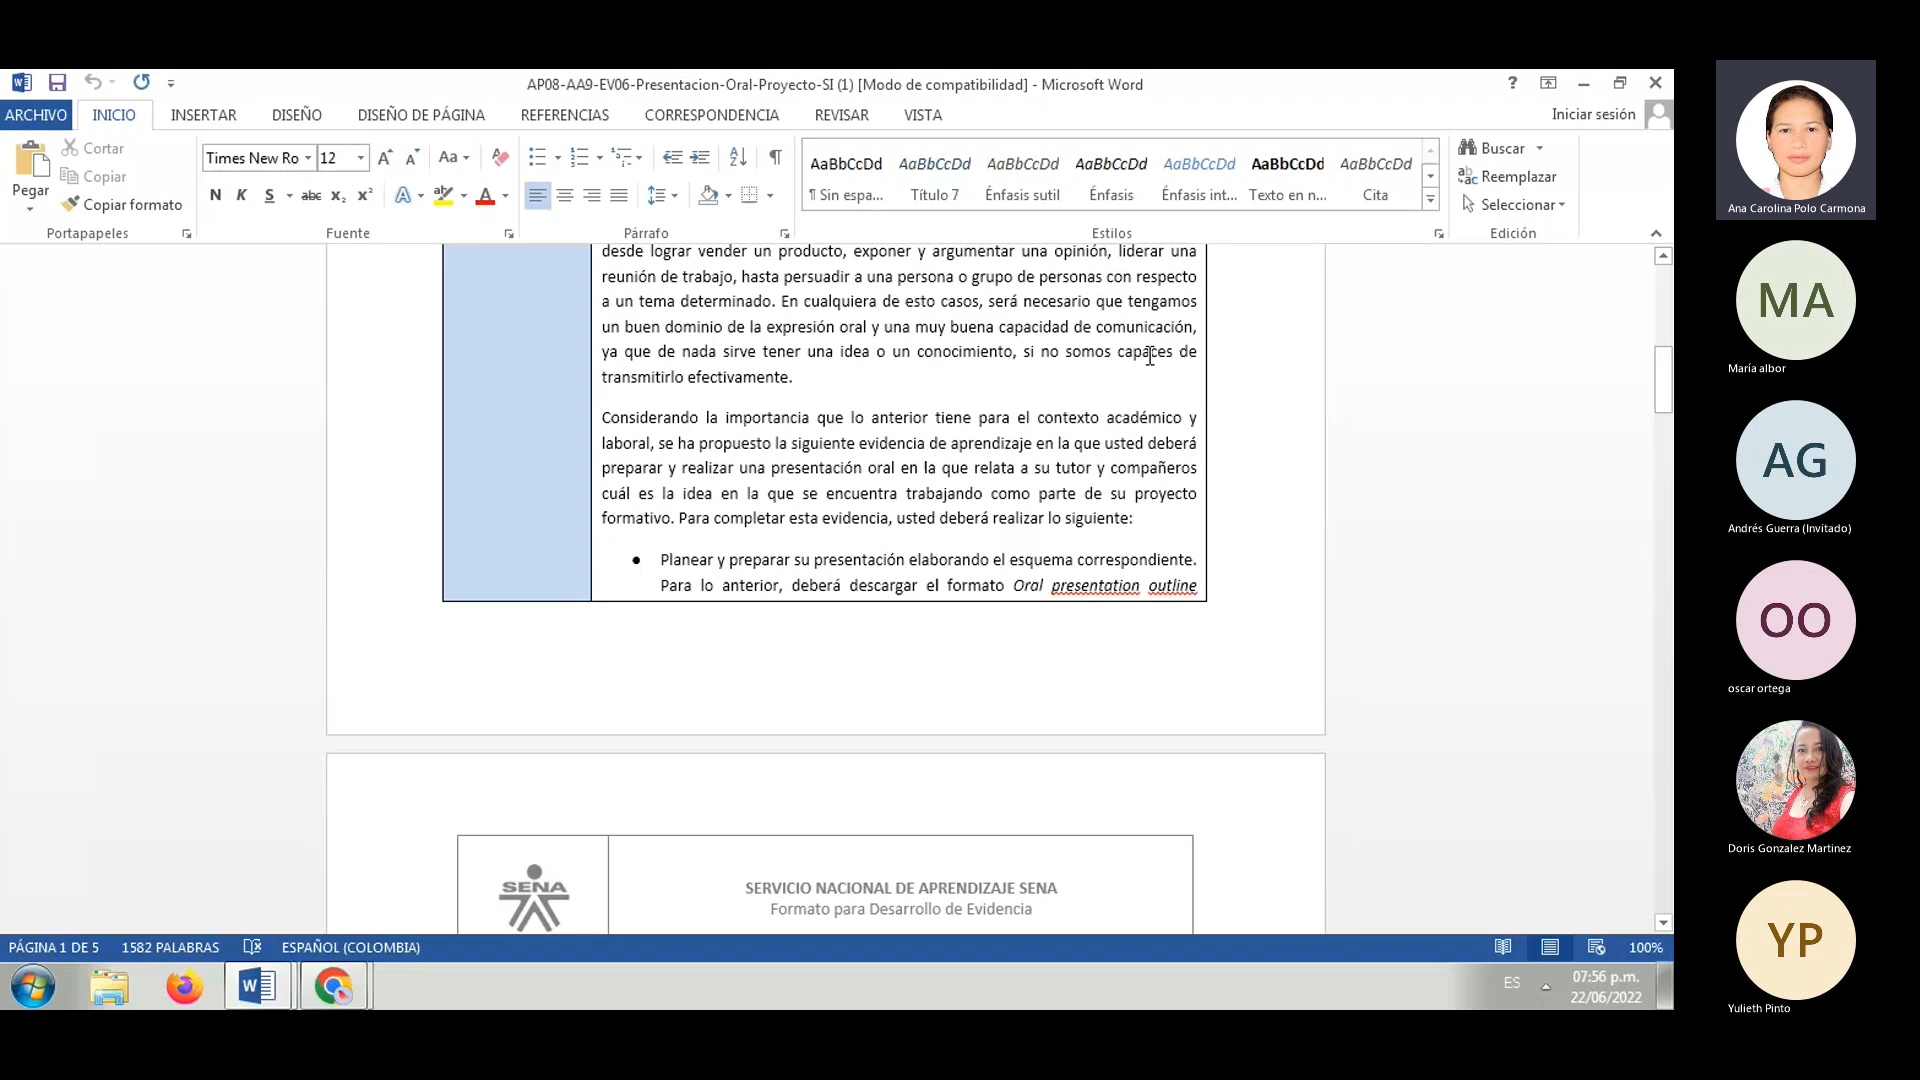 AP08-AA9-EV06-Presentacion-Oral-Proyecto-SI (1) [Modo de compatibilidad] - Microsoft Word
?
ARCHIVO INICIO INSERTAR DISEÑO DISEÑO DE PÁGINA REFERENCIAS CORRESPONDENCIA REVISAR VISTA
Iniciar sesión
Pegar
Cortar
Copiar
Copiar formato
Portapapeles
Times New Ro 12
Aa
N K S abc x₂ x² A A
Fuente
Párrafo
AaBbCcDd AaBbCcDd AaBbCcDd AaBbCcDd AaBbCcDd AaBbCcDd AaBbCcDd
¶ Sin espa... Título 7 Énfasis sutil Énfasis Énfasis int... Texto en n... Cita
Estilos
Buscar
Reemplazar
Seleccionar
Edición
desde lograr vender un producto, exponer y argumentar una opinión, liderar una
reunión de trabajo, hasta persuadir a una persona o grupo de personas con respecto
a un tema determinado. En cualquiera de esto casos, será necesario que tengamos
un buen dominio de la expresión oral y una muy buena capacidad de comunicación,
ya que de nada sirve tener una idea o un conocimiento, si no somos capaces de
transmitirlo efectivamente.
Considerando la importancia que lo anterior tiene para el contexto académico y
laboral, se ha propuesto la siguiente evidencia de aprendizaje en la que usted deberá
preparar y realizar una presentación oral en la que relata a su tutor y compañeros
cuál es la idea en la que se encuentra trabajando como parte de su proyecto
formativo. Para completar esta evidencia, usted deberá realizar lo siguiente:
● Planear y preparar su presentación elaborando el esquema correspondiente.
Para lo anterior, deberá descargar el formato Oral presentation outline
SENA
SERVICIO NACIONAL DE APRENDIZAJE SENA
Formato para Desarrollo de Evidencia
PÁGINA 1 DE 5 1582 PALABRAS ESPAÑOL (COLOMBIA) 100%
ES
07:56 p.m.
22/06/2022
Ana Carolina Polo Carmona
MA
María albor
AG
Andrés Guerra (Invitado)
OO
oscar ortega
Doris Gonzalez Martinez
YP
Yulieth Pinto